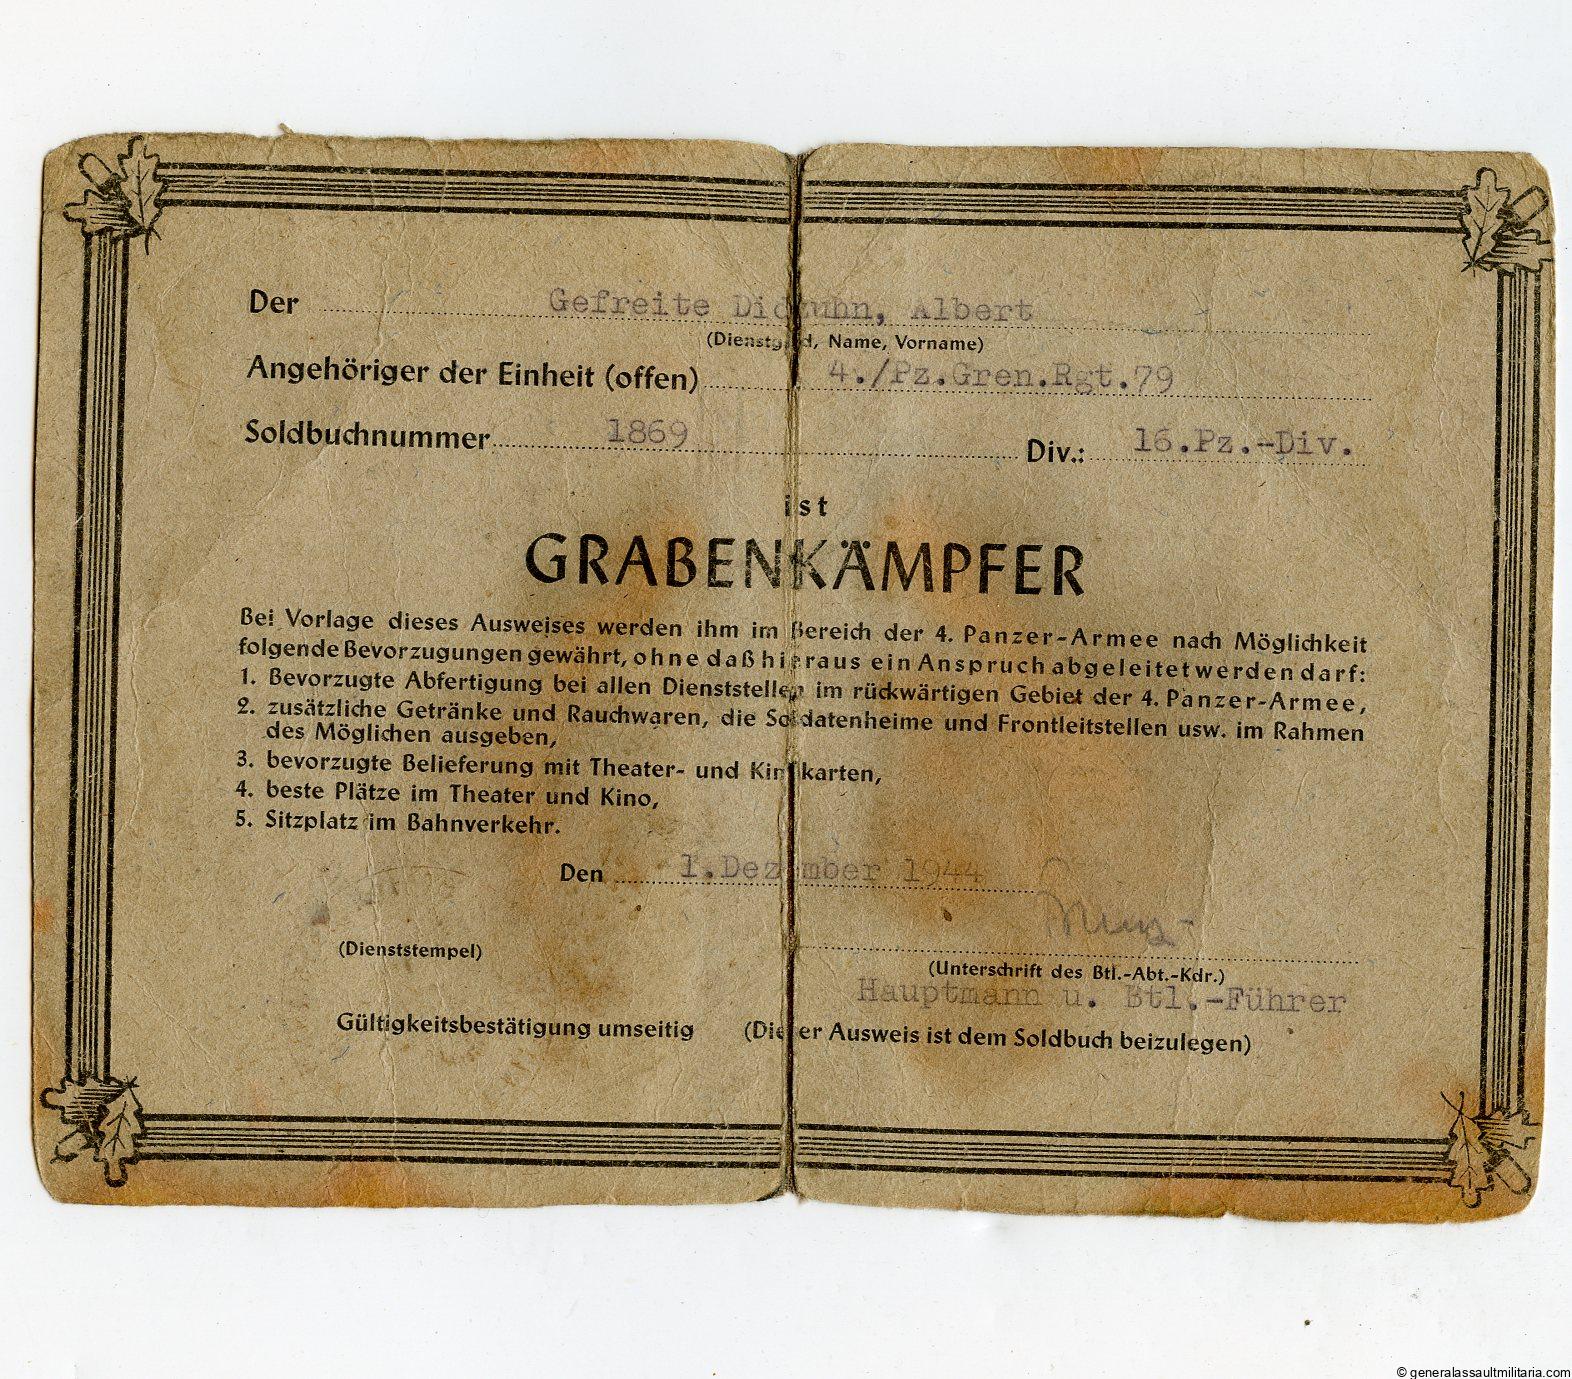 Der Gefreite Didzuhn, Albert
(Dienstgrad, Name, Vorname)
Angehöriger der Einheit (offen) 4./Pz.Gren.Rgt.79
Soldbuchnummer 1869 Div.: 16.Pz.-Div.
ist
GRABENKÄMPFER
Bei Vorlage dieses Ausweises werden ihm im Bereich der 4. Panzer-Armee nach Möglichkeit
folgende Bevorzugungen gewährt, ohne daß hieraus ein Anspruch abgeleitet werden darf:
1. Bevorzugte Abfertigung bei allen Dienststellen im rückwärtigen Gebiet der 4. Panzer-Armee,
2. zusätzliche Getränke und Rauchwaren, die Soldatenheime und Frontleitstellen usw. im Rahmen
des Möglichen ausgeben,
3. bevorzugte Belieferung mit Theater- und Kinokarten,
4. beste Plätze im Theater und Kino,
5. Sitzplatz im Bahnverkehr.
Den 1.Dezember 1944
(Dienststempel)
(Unterschrift des Btl.-Abt.-Kdr.)
Hauptmann u. Btl.-Führer
Gültigkeitsbestätigung umseitig (Dieser Ausweis ist dem Soldbuch beizulegen)
© generalassaultmilitaria.com